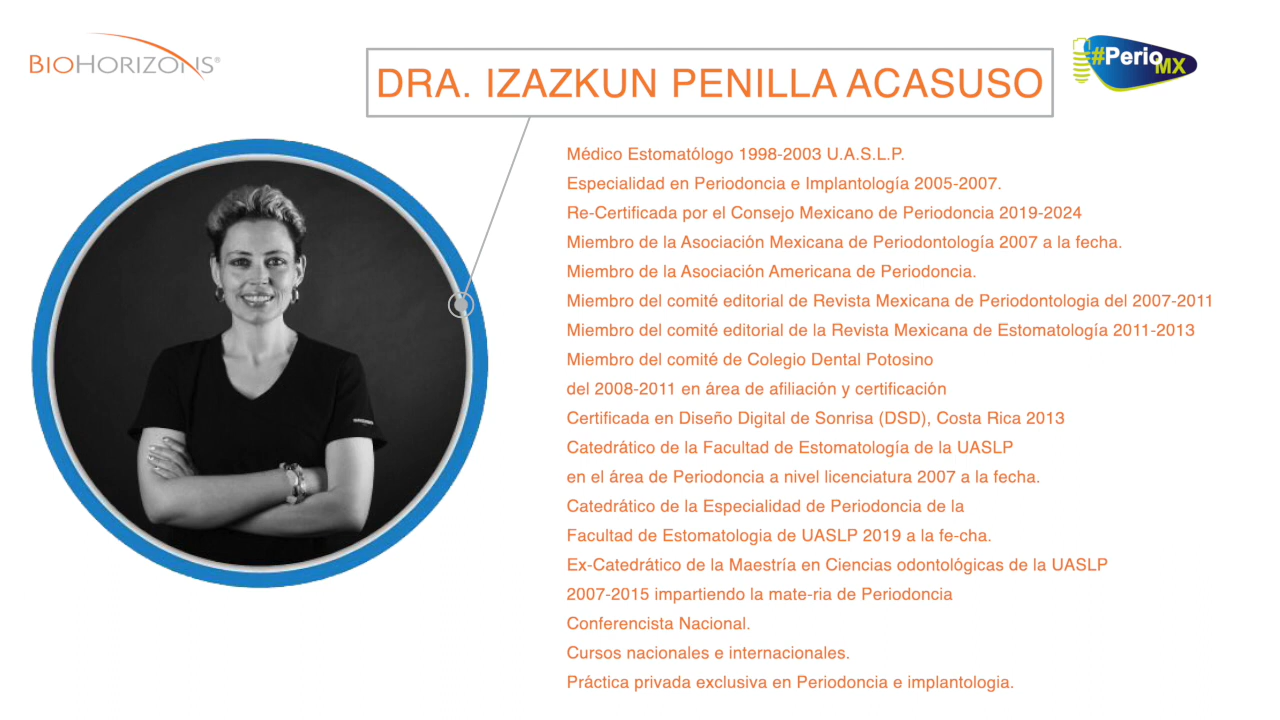 BIOHORIZONS®
#Perio
MX
DRA. IZAZKUN PENILLA ACASUSO
Médico Estomatólogo 1998-2003 U.A.S.L.P.
Especialidad en Periodoncia e Implantología 2005-2007.
Re-Certificada por el Consejo Mexicano de Periodoncia 2019-2024
Miembro de la Asociación Mexicana de Periodontología 2007 a la fecha.
Miembro de la Asociación Americana de Periodoncia.
Miembro del comité editorial de Revista Mexicana de Periodontologia del 2007-2011
Miembro del comité editorial de la Revista Mexicana de Estomatología 2011-2013
Miembro del comité de Colegio Dental Potosino
del 2008-2011 en área de afiliación y certificación
Certificada en Diseño Digital de Sonrisa (DSD), Costa Rica 2013
Catedrático de la Facultad de Estomatología de la UASLP
en el área de Periodoncia a nivel licenciatura 2007 a la fecha.
Catedrático de la Especialidad de Periodoncia de la
Facultad de Estomatologia de UASLP 2019 a la fe-cha.
Ex-Catedrático de la Maestría en Ciencias odontológicas de la UASLP
2007-2015 impartiendo la mate-ria de Periodoncia
Conferencista Nacional.
Cursos nacionales e internacionales.
Práctica privada exclusiva en Periodoncia e implantologia.